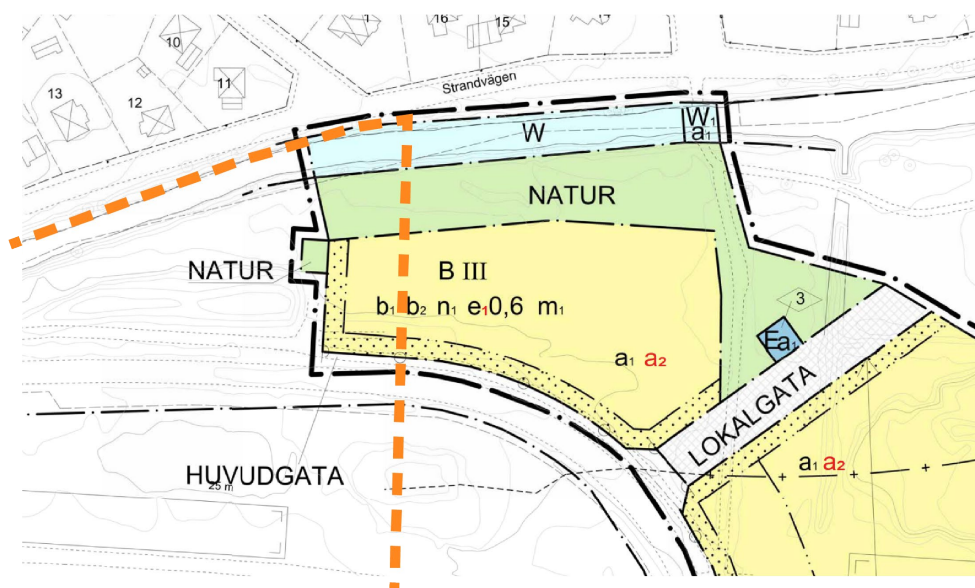 16
15
10
11
13
12
Strandvägen
W
W1
a1
NATUR
NATUR
B III
b1 b2 n1 e10,6 m1
3
Ea1
a1 a2
LOKALGATA
a1 a2
HUVUDGATA
25 m